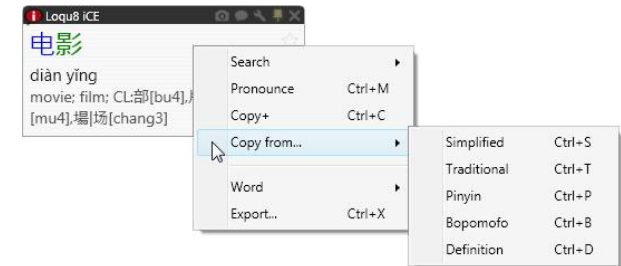 Loqu8 iCE
电影
diàn yǐng
movie; film; CL:部[bu4],
[mu4],場|场[chang3]
Search
Pronounce Ctrl+M
Copy+ Ctrl+C
Copy from...
Word
Export... Ctrl+X
Simplified Ctrl+S
Traditional Ctrl+T
Pinyin Ctrl+P
Bopomofo Ctrl+B
Definition Ctrl+D